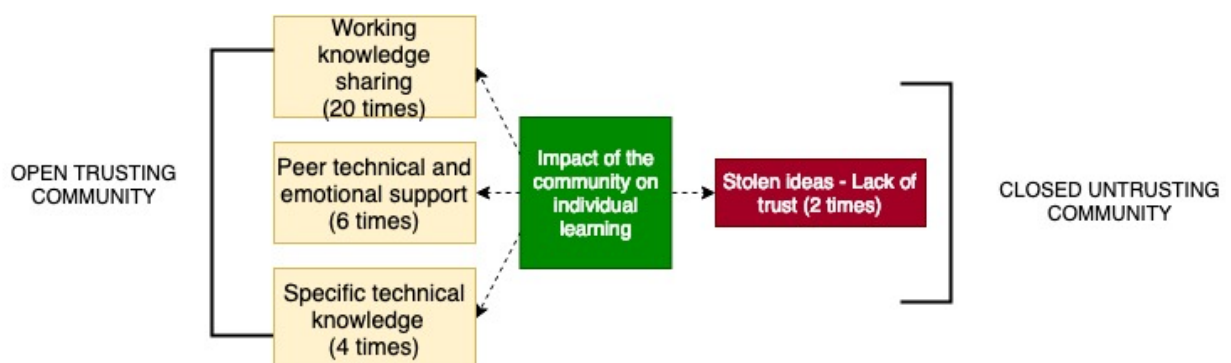 Working
knowledge
sharing
(20 times)
OPEN TRUSTING
COMMUNITY
Peer technical and
emotional support
(6 times)
Specific technical
knowledge
(4 times)
Impact of the
community on
individual
learning
Stolen ideas - Lack of
trust (2 times)
CLOSED UNTRUSTING
COMMUNITY